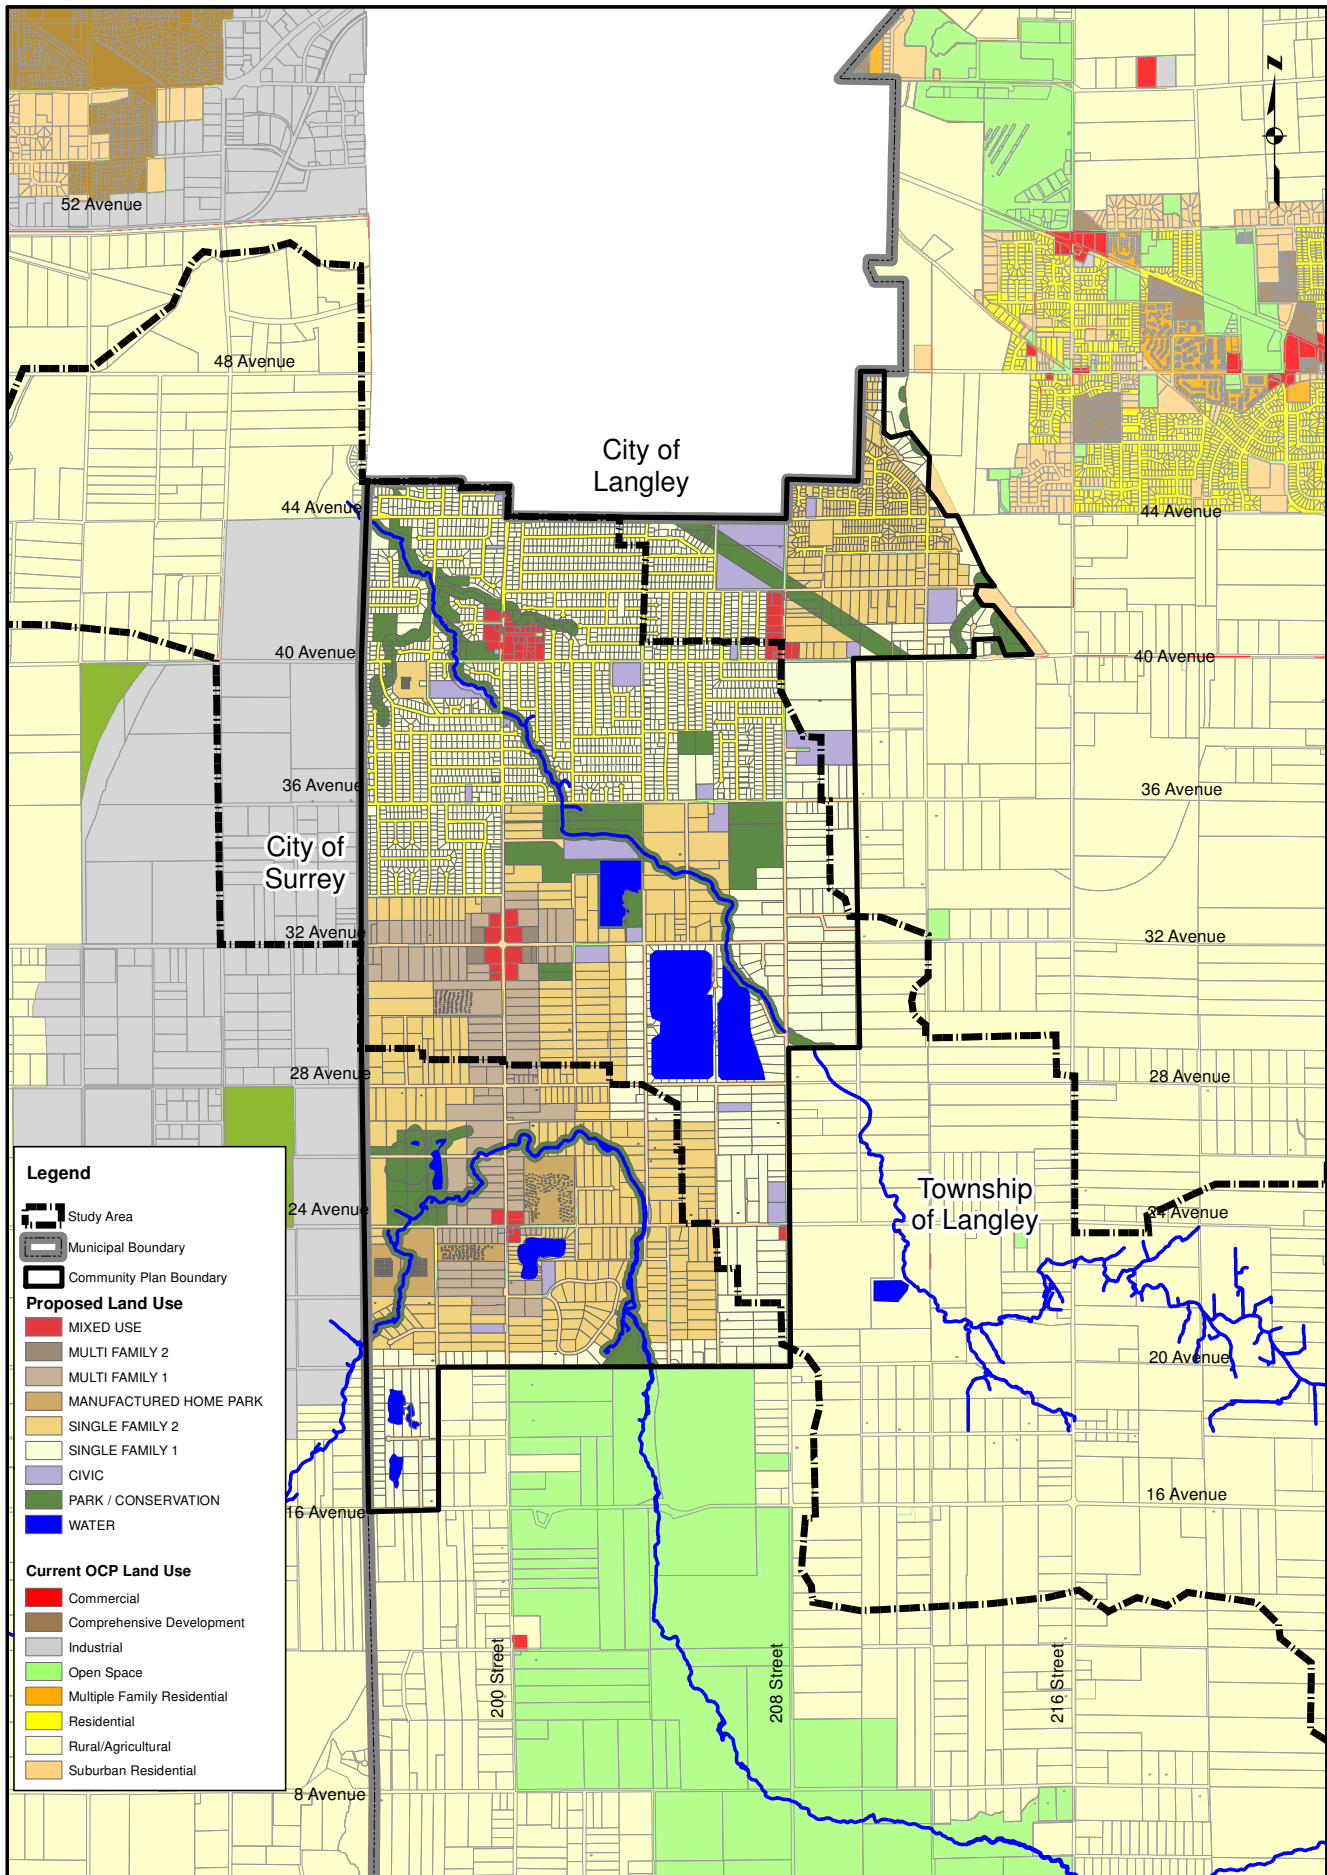 N
52 Avenue
48 Avenue
City of
Langley
44 Avenue
44 Avenue
40 Avenue
40 Avenue
36 Avenue
36 Avenue
City of
Surrey
32 Avenue
32 Avenue
28 Avenue
28 Avenue
Township
of Langley
24 Avenue
24 Avenue
20 Avenue
16 Avenue
16 Avenue
200 Street
208 Street
216 Street
8 Avenue
Legend
Study Area
Municipal Boundary
Community Plan Boundary
Proposed Land Use
MIXED USE
MULTI FAMILY 2
MULTI FAMILY 1
MANUFACTURED HOME PARK
SINGLE FAMILY 2
SINGLE FAMILY 1
CIVIC
PARK / CONSERVATION
WATER
Current OCP Land Use
Commercial
Comprehensive Development
Industrial
Open Space
Multiple Family Residential
Residential
Rural/Agricultural
Suburban Residential